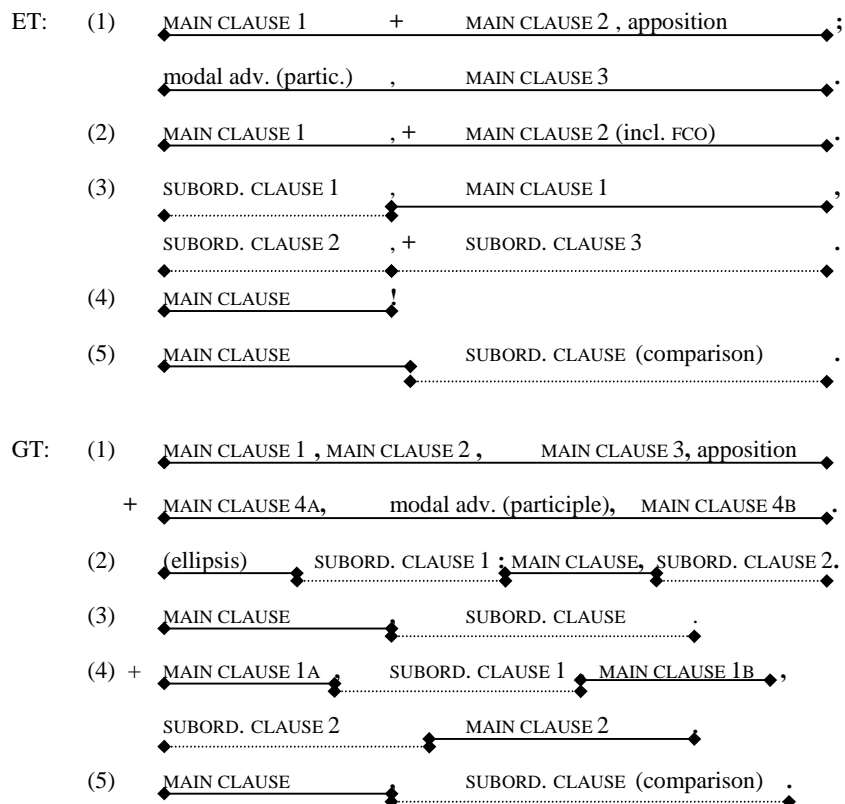 ET: (1) MAIN CLAUSE 1 + MAIN CLAUSE 2 , apposition ;
modal adv. (partic.) , MAIN CLAUSE 3 .
(2) MAIN CLAUSE 1 , + MAIN CLAUSE 2 (incl. FCO) .
(3) SUBORD. CLAUSE 1 , MAIN CLAUSE 1 ,
SUBORD. CLAUSE 2 , + SUBORD. CLAUSE 3 .
(4) MAIN CLAUSE !
(5) MAIN CLAUSE SUBORD. CLAUSE (comparison) .
GT: (1) MAIN CLAUSE 1 , MAIN CLAUSE 2 , MAIN CLAUSE 3, apposition
+ MAIN CLAUSE 4A, modal adv. (participle), MAIN CLAUSE 4B .
(2) (ellipsis) SUBORD. CLAUSE 1 : MAIN CLAUSE, SUBORD. CLAUSE 2.
(3) MAIN CLAUSE , SUBORD. CLAUSE .
(4) + MAIN CLAUSE 1A , SUBORD. CLAUSE 1 MAIN CLAUSE 1B ,
SUBORD. CLAUSE 2 MAIN CLAUSE 2 .
(5) MAIN CLAUSE , SUBORD. CLAUSE (comparison) .